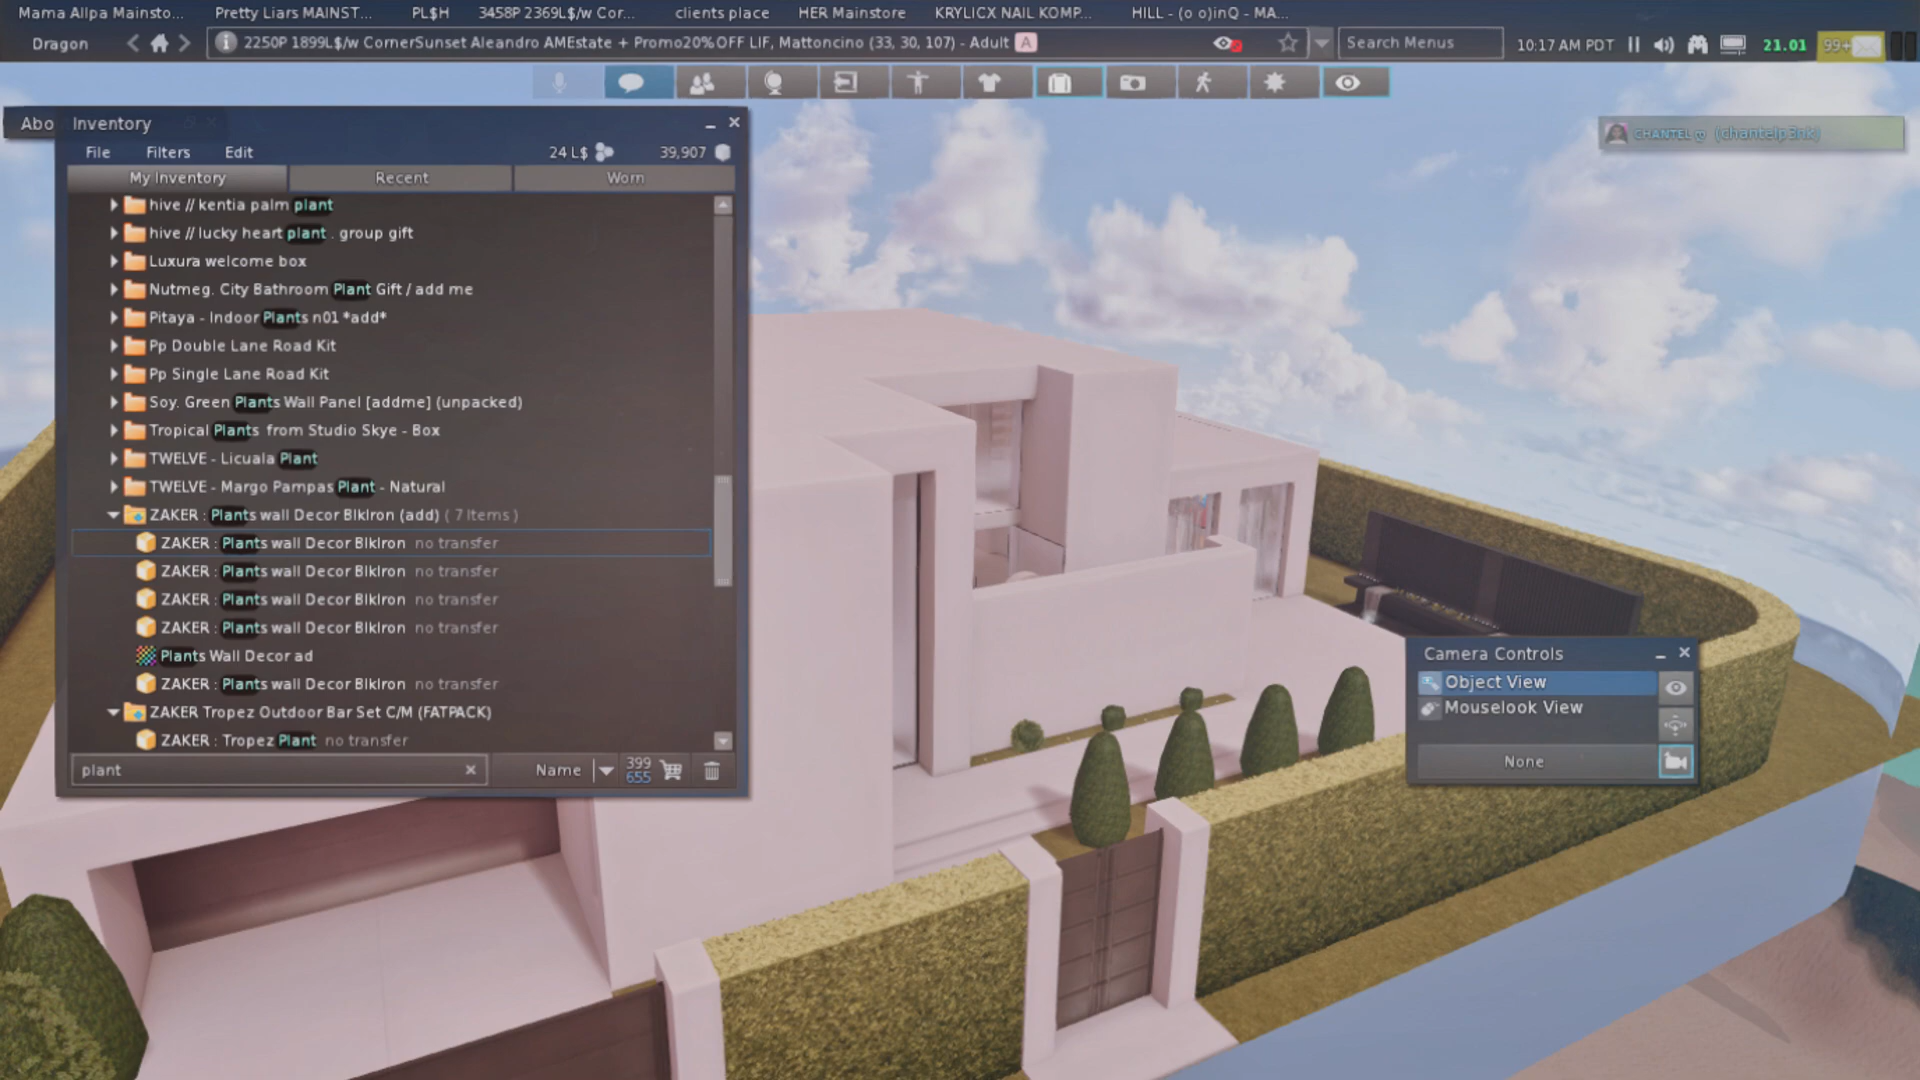 Mama Allpa Mainsto...
Pretty Liars MAINST...
PL$H
3458P 2369L$/w Cor...
clients place
HER Mainstore
KRYLICX NAIL KOMP...
HILL - (o o)inQ - MA...
Dragon
2250P 1899L$/w CornerSunset Aleandro AMEstate + Promo20%OFF LIF, Mattoncino (33, 30, 107) - Adult A
Search Menus
10:17 AM PDT
21.01
99+
Abo
Inventory
CHANTEL @ (chantelp3nk)
File
Filters
Edit
24 L$
39,907
My Inventory
Recent
Worn
hive // kentia palm plant
hive // lucky heart plant . group gift
Luxura welcome box
Nutmeg. City Bathroom Plant Gift / add me
Pitaya - Indoor Plants n01 *add*
Pp Double Lane Road Kit
Pp Single Lane Road Kit
Soy. Green Plants Wall Panel [addme] (unpacked)
Tropical Plants from Studio Skye - Box
TWELVE - Licuala Plant
TWELVE - Margo Pampas Plant - Natural
ZAKER : Plants wall Decor BlkIron (add) ( 7 Items )
ZAKER : Plants wall Decor BlkIron no transfer
ZAKER : Plants wall Decor BlkIron no transfer
ZAKER : Plants wall Decor BlkIron no transfer
ZAKER : Plants wall Decor BlkIron no transfer
Plants Wall Decor ad
ZAKER : Plants wall Decor BlkIron no transfer
ZAKER Tropez Outdoor Bar Set C/M (FATPACK)
ZAKER : Tropez Plant no transfer
plant
Name
399
655
Camera Controls
Object View
Mouselook View
None